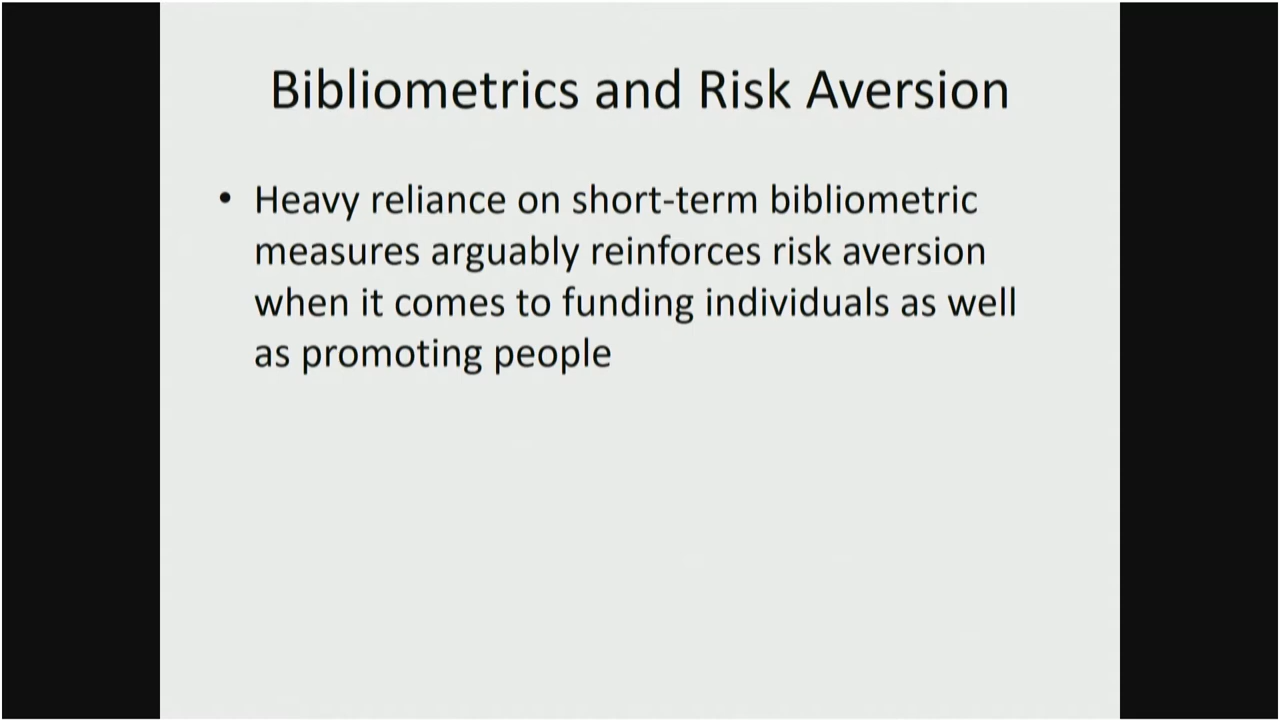 Bibliometrics and Risk Aversion
• Heavy reliance on short-term bibliometric
measures arguably reinforces risk aversion
when it comes to funding individuals as well
as promoting people